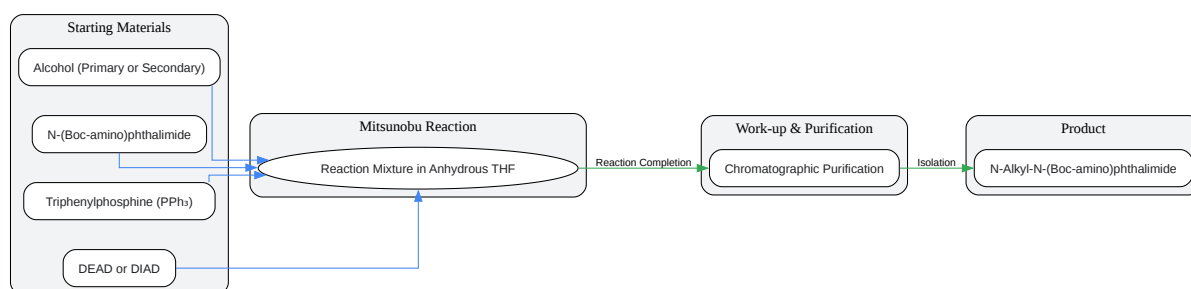 Starting Materials
Alcohol (Primary or Secondary)
N-(Boc-amino)phthalimide
Triphenylphosphine (PPh₃)
DEAD or DIAD
Mitsunobu Reaction
Reaction Mixture in Anhydrous THF
Reaction Completion
Work-up & Purification
Chromatographic Purification
Isolation
Product
N-Alkyl-N-(Boc-amino)phthalimide